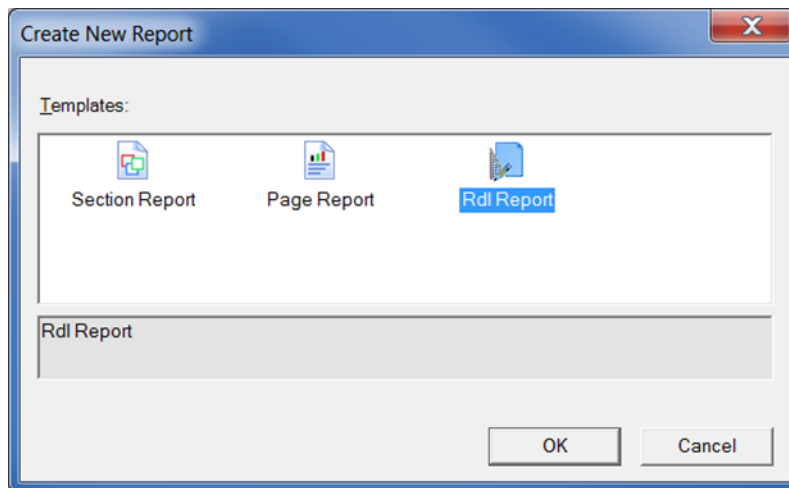 Create New Report
Templates:
Section Report Page Report Rdl Report
Rdl Report
OK Cancel